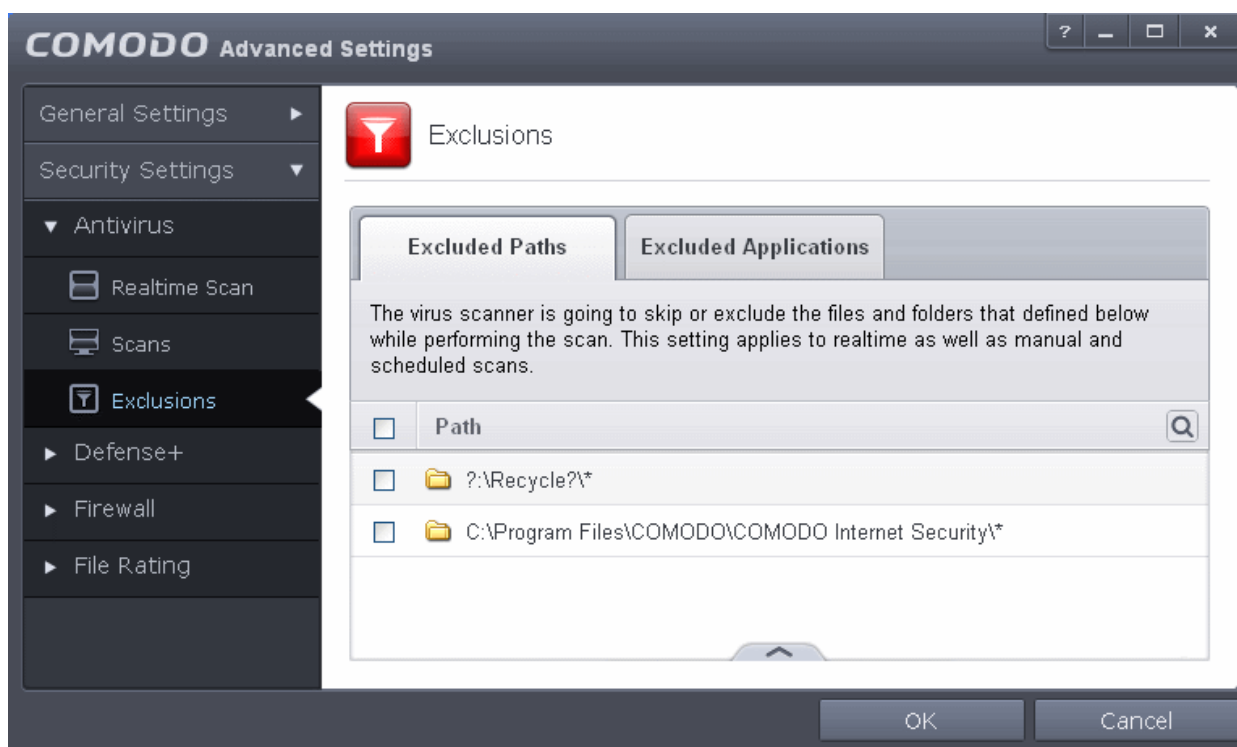 COMODO Advanced Settings
?
General Settings
Security Settings
Antivirus
Realtime Scan
Scans
Exclusions
Defense+
Firewall
File Rating
Exclusions
Excluded Paths
Excluded Applications
The virus scanner is going to skip or exclude the files and folders that defined below
while performing the scan. This setting applies to realtime as well as manual and
scheduled scans.
Path
?:\Recycle?\*
C:\Program Files\COMODO\COMODO Internet Security\*
OK
Cancel